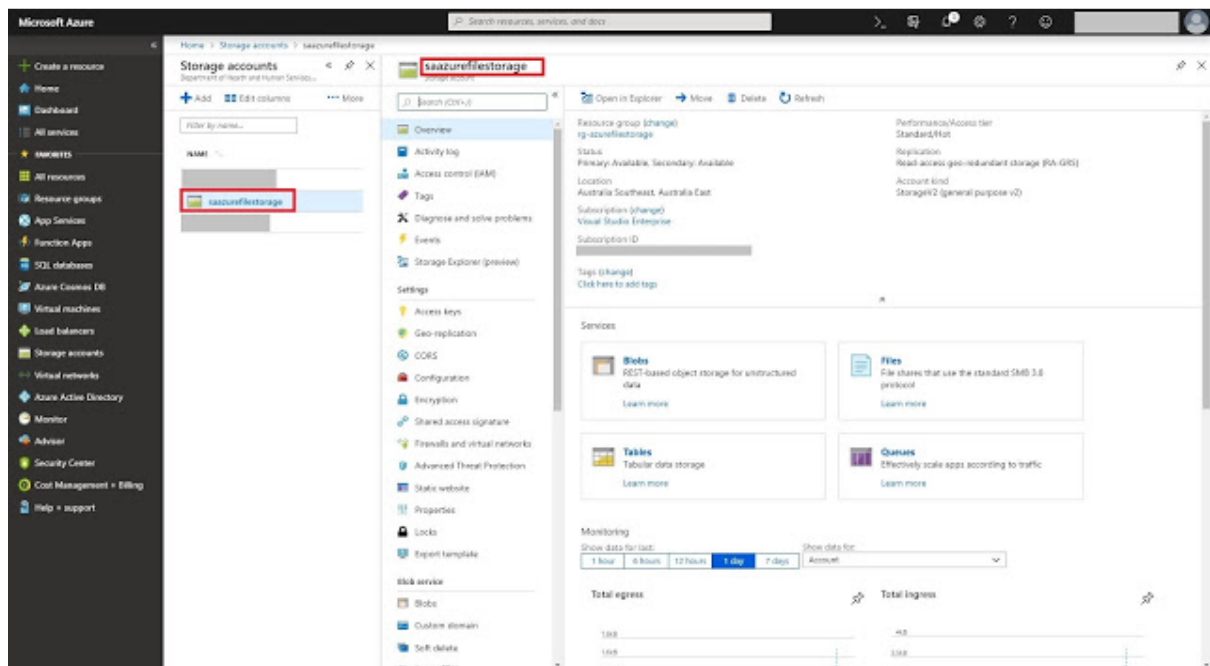 Microsoft Azure
Search resources, services, and docs
Create a resource
Home
Dashboard
All services
FAVORITES
All resources
Resource groups
App Services
Function Apps
SQL databases
Azure Cosmos DB
Virtual machines
Load balancers
Storage accounts
Virtual networks
Azure Active Directory
Monitor
Advisor
Security Center
Cost Management + Billing
Help + support
Home > Storage accounts > saazurefilestorage
Storage accounts
Department of Health and Human Services...
+ Add Edit columns ••• More
Filter by name...
NAME
saazurefilestorage
saazurefilestorage
Storage account
Search (Ctrl+/)
Overview
Activity log
Access control (IAM)
Tags
Diagnose and solve problems
Events
Storage Explorer (preview)
Settings
Access keys
Geo-replication
CORS
Configuration
Encryption
Shared access signature
Firewalls and virtual networks
Advanced Threat Protection
Static website
Properties
Locks
Export template
Blob service
Blobs
Custom domain
Soft delete
Open in Explorer Move Delete Refresh
Resource group (change)
rg-azurefilestorage
Status
Primary: Available, Secondary: Available
Location
Australia Southeast, Australia East
Subscription (change)
Visual Studio Enterprise
Subscription ID
Tags (change)
Click here to add tags
Performance/Access tier
Standard/Hot
Replication
Read-access geo-redundant storage (RA-GRS)
Account kind
StorageV2 (general purpose v2)
Services
Blobs
REST-based object storage for unstructured
data
Learn more
Files
File shares that use the standard SMB 3.0
protocol
Learn more
Tables
Tabular data storage
Learn more
Queues
Effectively scale apps according to traffic
Learn more
Monitoring
Show data for last:
1 hour 6 hours 12 hours 1 day 7 days
Show data for:
Account
Total egress
Total ingress